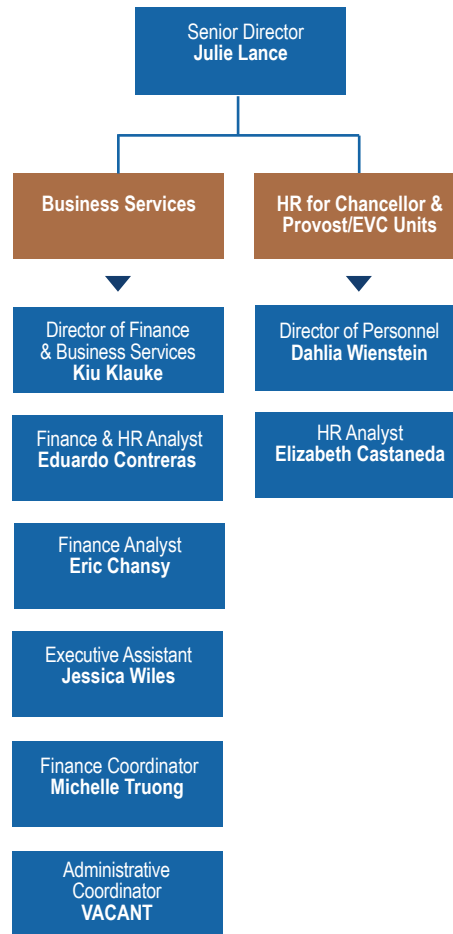 Senior Director
Julie Lance
Business Services
HR for Chancellor &
Provost/EVC Units
Director of Finance
& Business Services
Kiu Klauke
Director of Personnel
Dahlia Wienstein
Finance & HR Analyst
Eduardo Contreras
HR Analyst
Elizabeth Castaneda
Finance Analyst
Eric Chansy
Executive Assistant
Jessica Wiles
Finance Coordinator
Michelle Truong
Administrative
Coordinator
VACANT